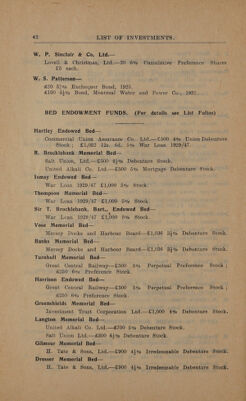 42 LIST OF INVESTMENTS.
W. P. Sinclair & Co, Ltd.—
Lovell & Christmas, Ltd.—20 6% Cumulative Preference Shares
£5 each.
W. S. Patterson—
£50 5¾% Exchequer Bond, 1925.
£100 5½% Bond, Montreal Water and Power Co., 1932.
BED ENDOWMENT FUNDS. (For details see List Folios)
Hartley Endowed Bed—
Commercial Union Assurance Co., Ltd.—£500 4% Union Debenture
Stock; 12s. 6d. 5% War Loan 1929/47.
R. Brocklebank Memorial Bed—
Salt Union, Ltd.—£500 4½% Debenture Stock.
United Alkali Co. Ltd.—£300 5% Mortgage Debenture Stock.
Ismay Endowed Bed—
War Loan 1929/47 £1,000 5% Stock.
Thompson Memorial Bed—
War Loan 1929/47 £1,000 5% Stock.
Sir T. Brocklebank, Bart., Endowed Bed—
War Loan 1929/47 £1,000 5% Stock.
Vose Memorial Bed—
Mersey Docks and Harbour Board—£1,036 3½% Debenture Stock.
Banks Memorial Bed—
Mersey Docks and Harbour Board—£1,036 3½% Debenture Stock.
Turnbull Memorial Bed—
Great Central Railway—£300 5% Perpetual Preference Stock;
£250 6% Preference Stock.
Harrison Endowed Bed—
Great Central Railway—£300 5% Perpetual Preference Stock;
£250 6% Preference Stock.
Greenshields Memorial Bed—
Investment Trust Corporation Ltd.—£1,000 4% Debenture Stock.
Langton Memorial Bed—
United Alkali Co. Ltd.—£700 5% Debenture Stock.
Salt Union Ltd.—£300 4½% Debenture Stock.
Gilmour Memorial Bed—
H. Tate & Sons, Ltd.—£900 4½% Irredeemable Debenture Stock.
Dresser Memorial Bed—
H. Tate & Sons, Ltd.—£900 4½% Irredeemable Debenture Stock.